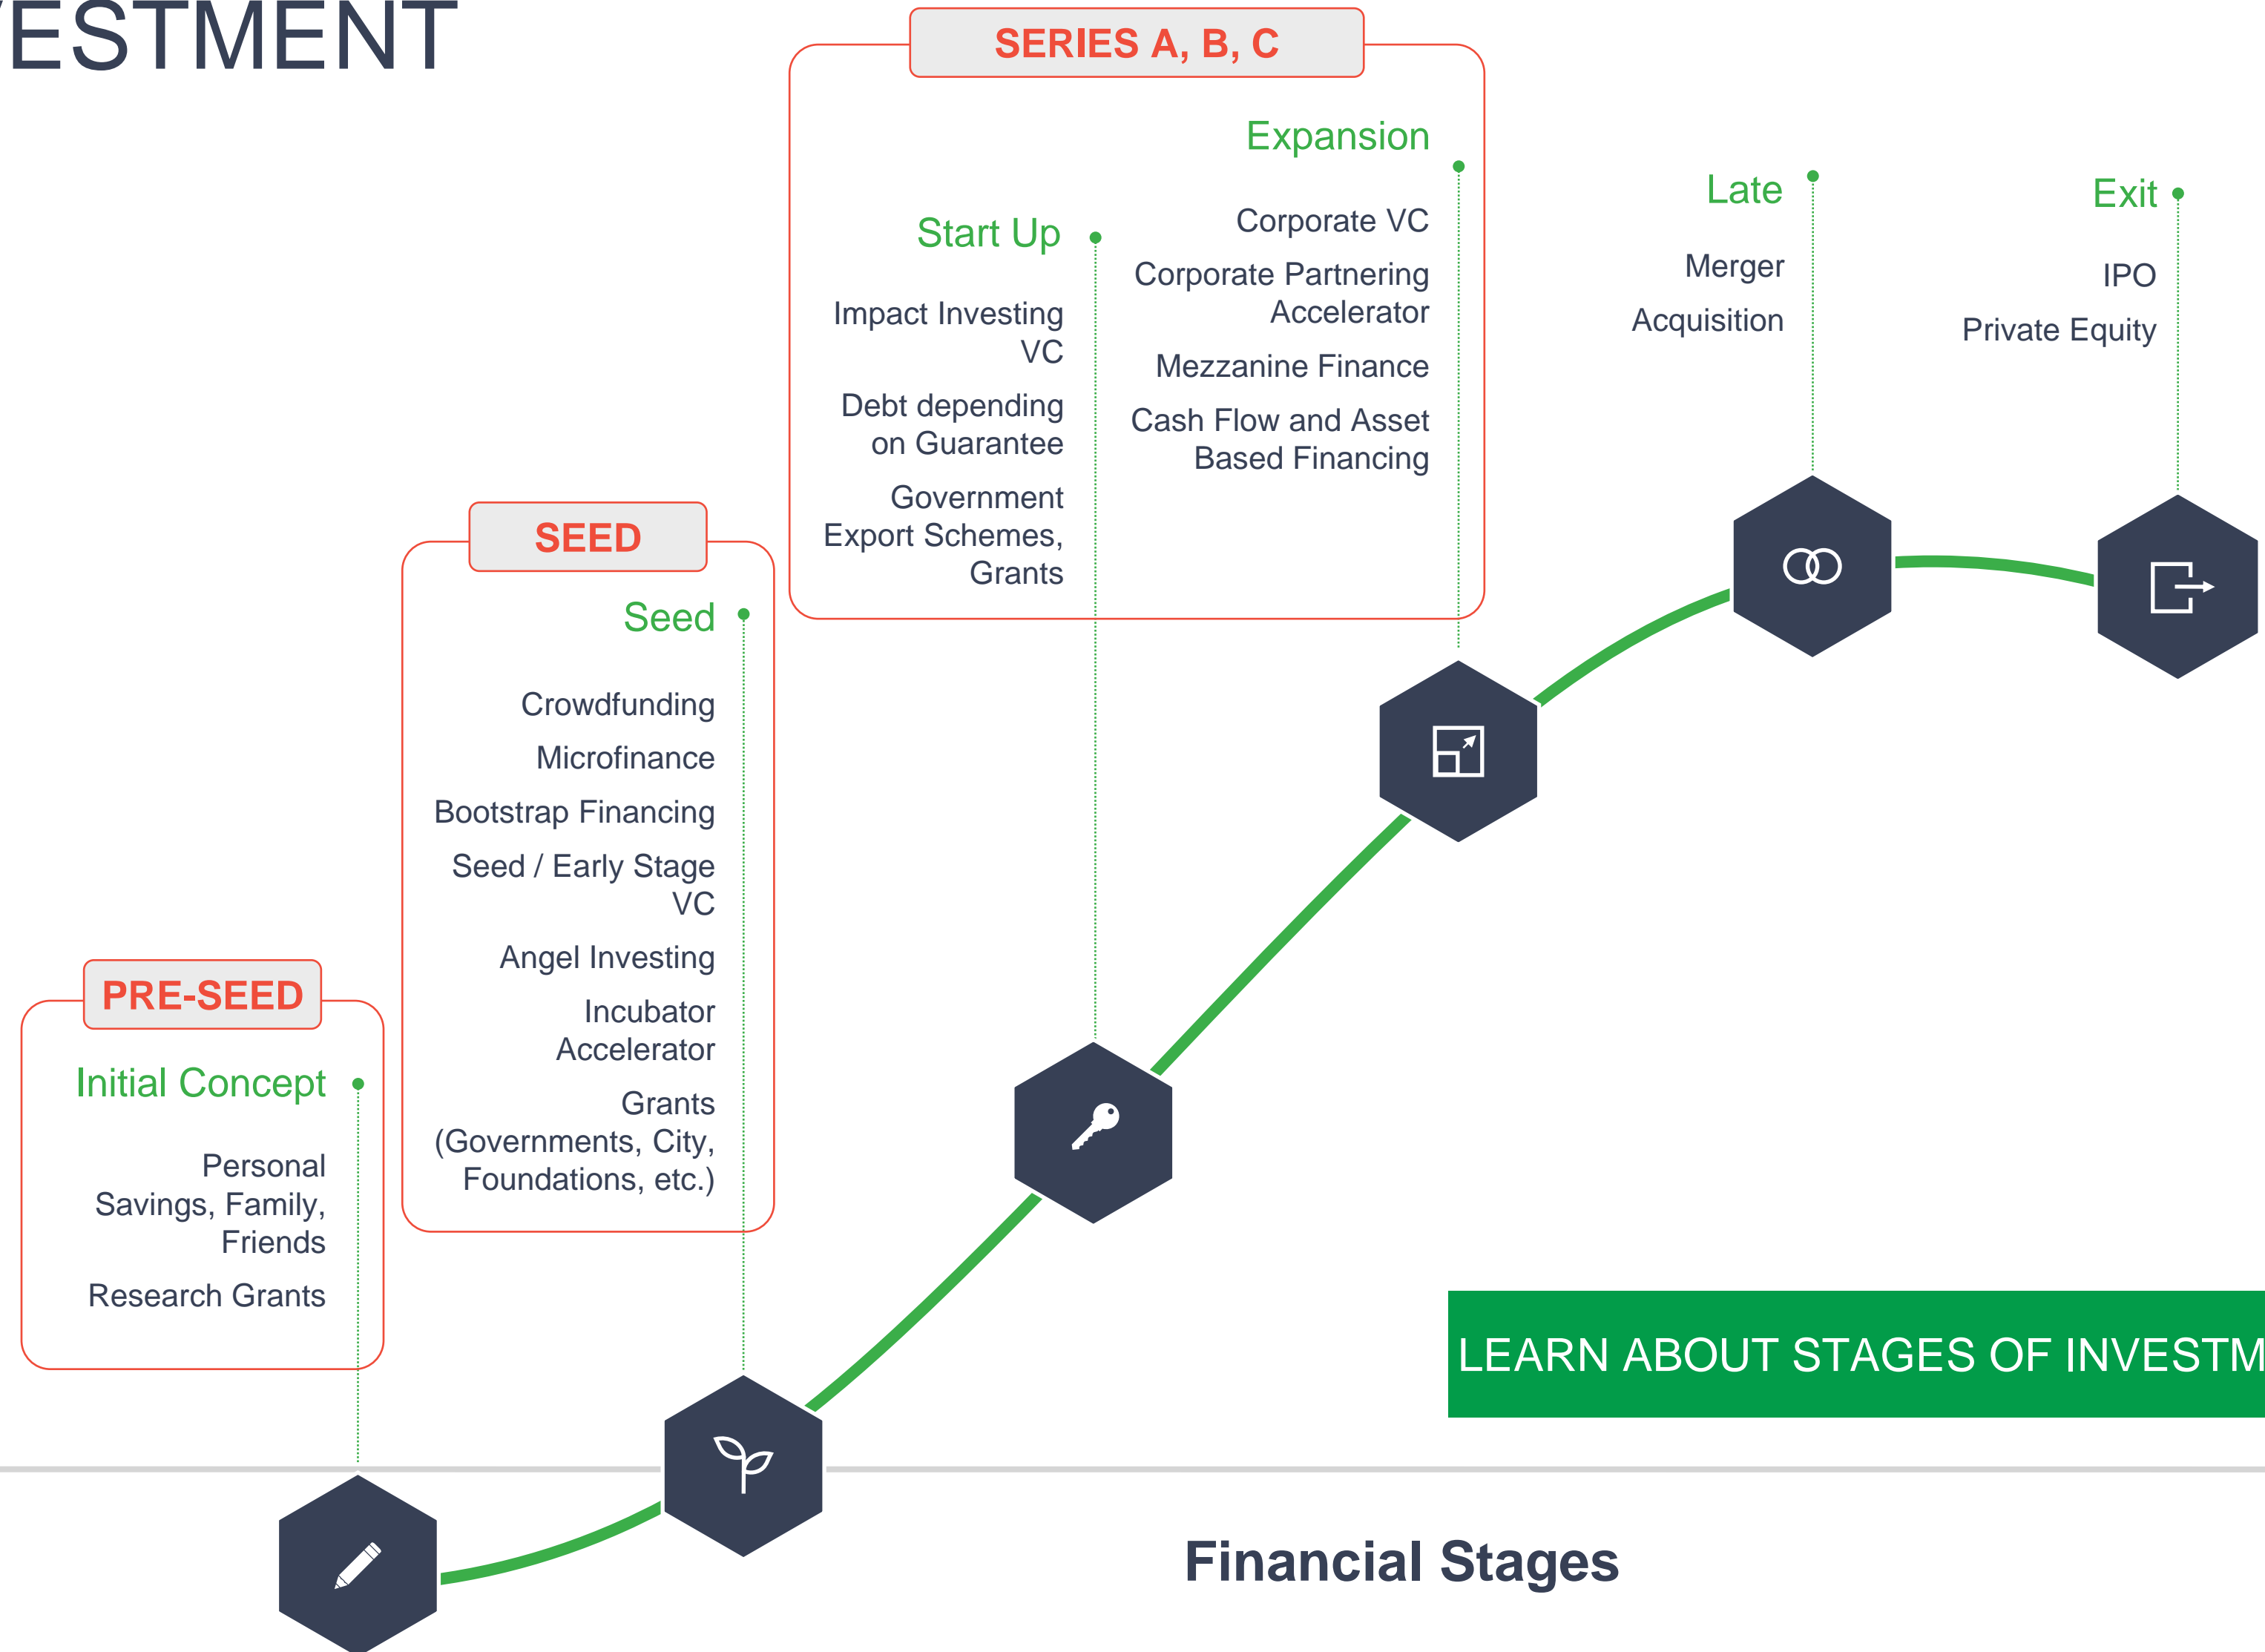 ESTMENT
SERIES A, B, C
Expansion
Corporate VC
Corporate Partnering
Accelerator
Mezzanine Finance
Cash Flow and Asset
Based Financing
Start Up
Impact Investing
VC
Debt depending
on Guarantee
Government
Export Schemes,
Grants
Late
Merger
Acquisition
Exit
IPO
Private Equity
SEED
Seed
Crowdfunding
Microfinance
Bootstrap Financing
Seed / Early Stage
VC
Angel Investing
Incubator
Accelerator
Grants
(Governments, City,
Foundations, etc.)
PRE-SEED
Initial Concept
Personal
Savings, Family,
Friends
Research Grants
LEARN ABOUT STAGES OF INVESTM
Financial Stages